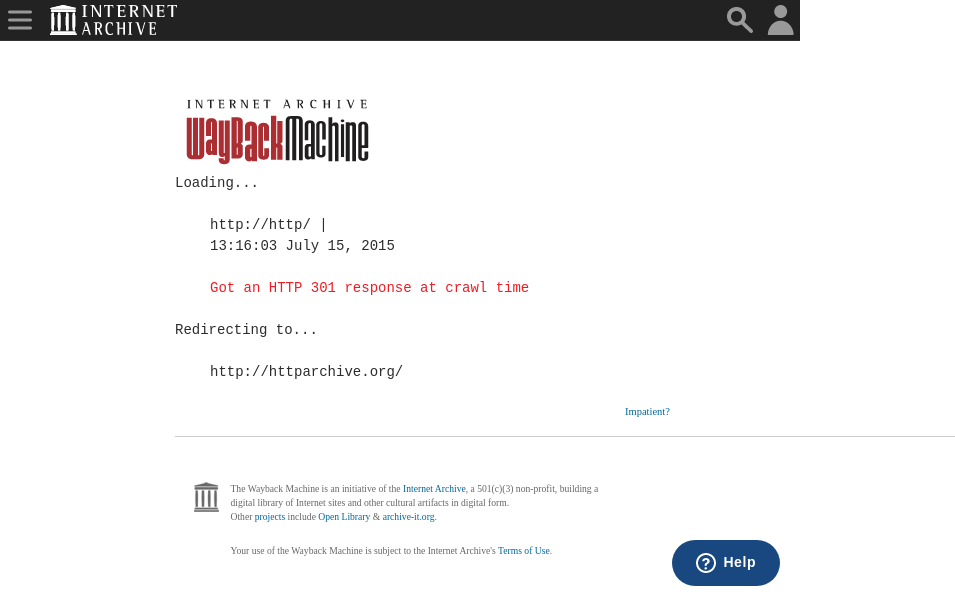 INTERNET
ARCHIVE
INTERNET ARCHIVE
WayBackMachine
Loading...
http://http/ |
13:16:03 July 15, 2015
Got an HTTP 301 response at crawl time
Redirecting to...
http://httparchive.org/
Impatient?
The Wayback Machine is an initiative of the Internet Archive, a 501(c)(3) non-profit, building a
digital library of Internet sites and other cultural artifacts in digital form.
Other projects include Open Library & archive-it.org.
Your use of the Wayback Machine is subject to the Internet Archive's Terms of Use.
? Help